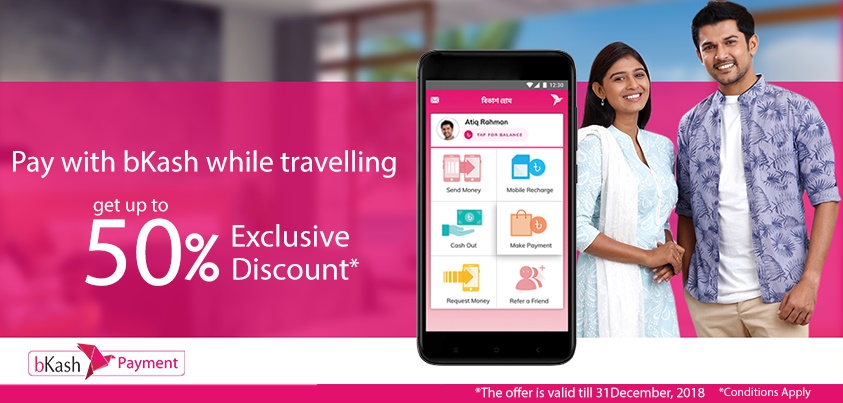 Pay with bKash while travelling
get up to
50% Exclusive
Discount*
12:30
বিকাশ হোম
Atiq Rahman
TAP FOR BALANCE
Send Money
Mobile Recharge
Cash Out
Make Payment
Request Money
Refer a Friend
bKash Payment
*The offer is valid till 31December, 2018 *Conditions Apply